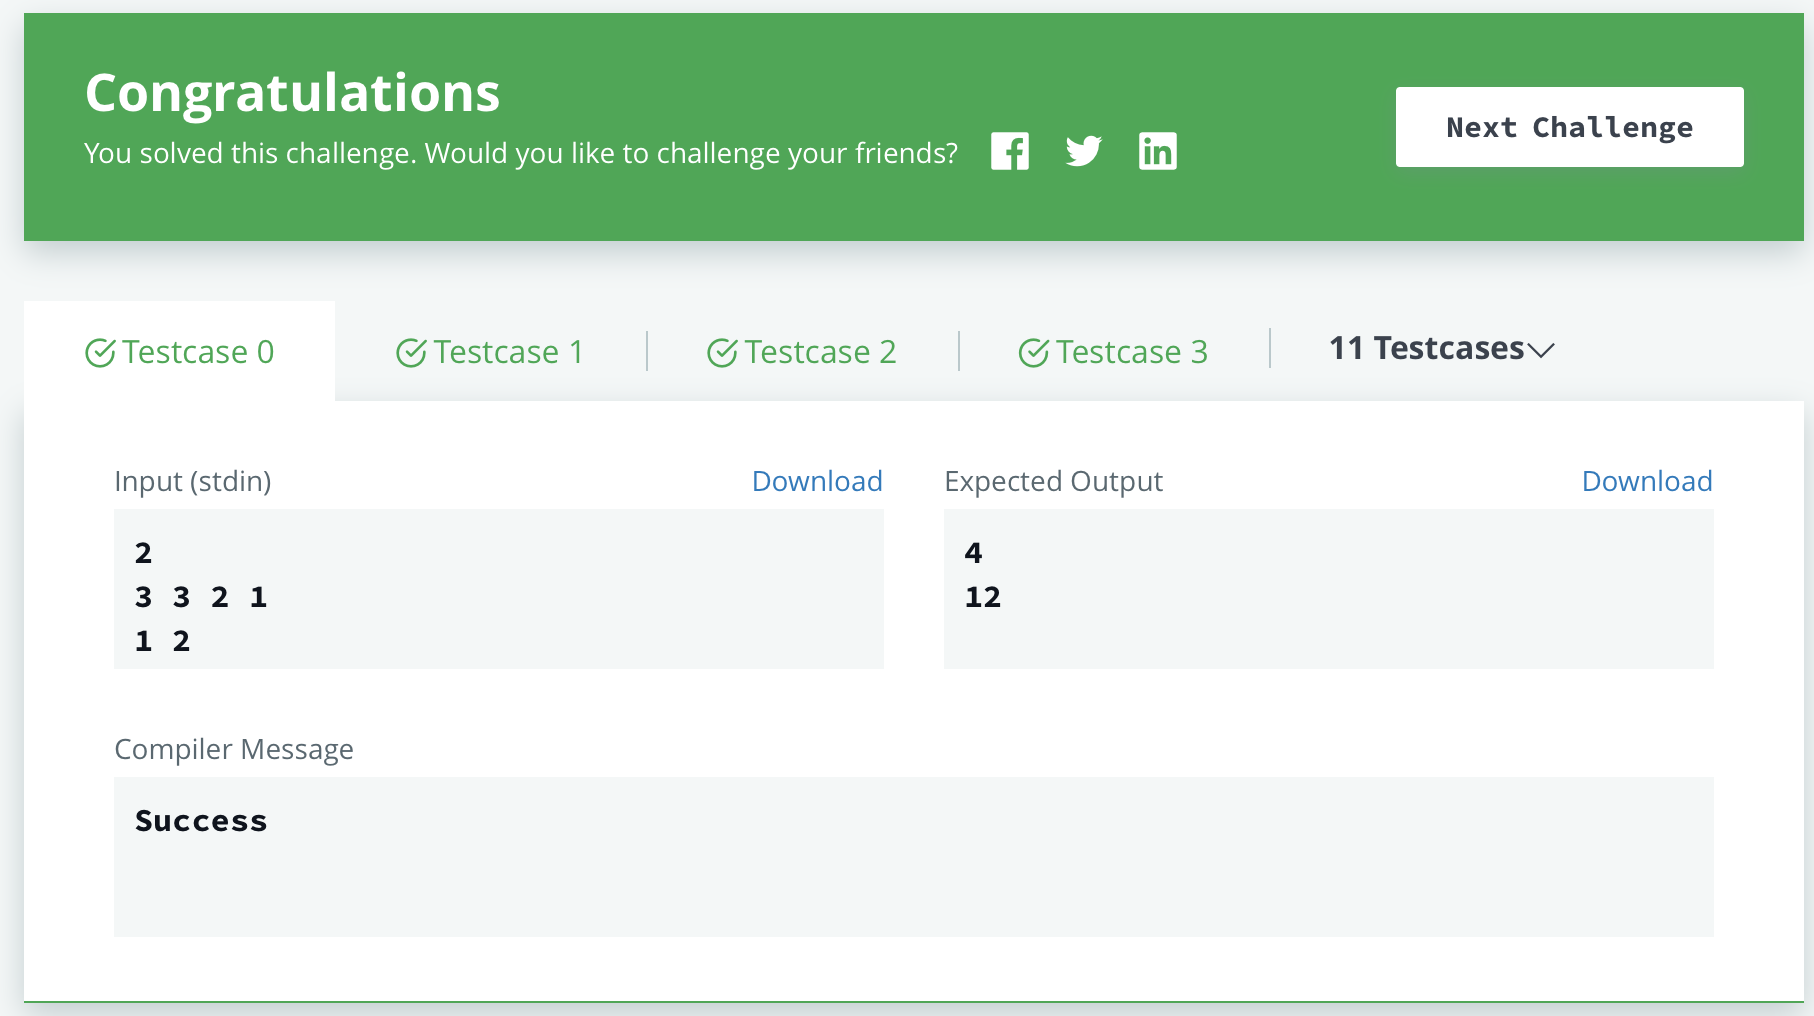 Congratulations
You solved this challenge. Would you like to challenge your friends?
Next Challenge
Testcase 0
Testcase 1
Testcase 2
Testcase 3
11 Testcases
Input (stdin)
Download
2
3 3 2 1
1 2
Expected Output
Download
4
12
Compiler Message
Success